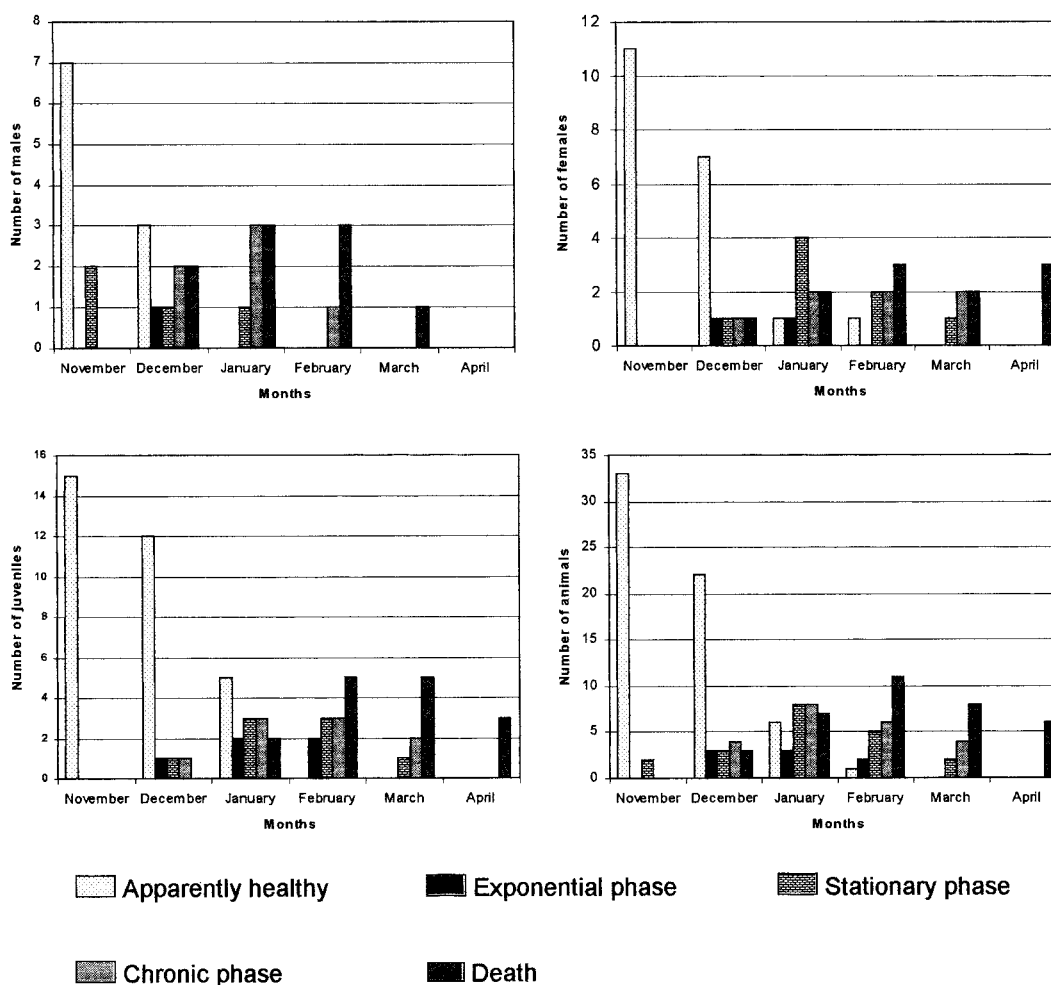 8
7
6
5
4
3
2
1
0
Number of males
November December January February March April
Months
12
10
8
6
4
2
0
Number of females
November December January February March April
Months
16
14
12
10
8
6
4
2
0
Number of juveniles
November December January February March April
Months
35
30
25
20
15
10
5
0
Number of animals
November December January February March April
Months
Apparently healthy Exponential phase Stationary phase
Chronic phase Death